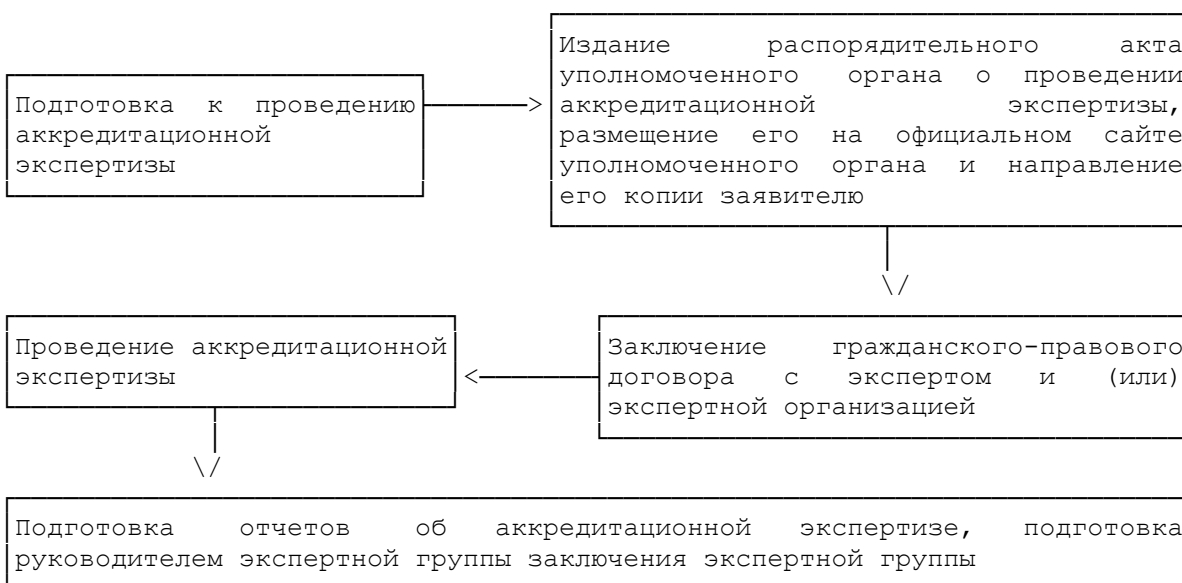 Подготовка к проведению
аккредитационной
экспертизы
Издание распорядительного акта
уполномоченного органа о проведении
аккредитационной экспертизы,
размещение его на официальном сайте
уполномоченного органа и направление
его копии заявителю
Заключение гражданского-правового
договора с экспертом и (или)
экспертной организацией
Проведение аккредитационной
экспертизы
Подготовка отчетов об аккредитационной экспертизе, подготовка
руководителем экспертной группы заключения экспертной группы